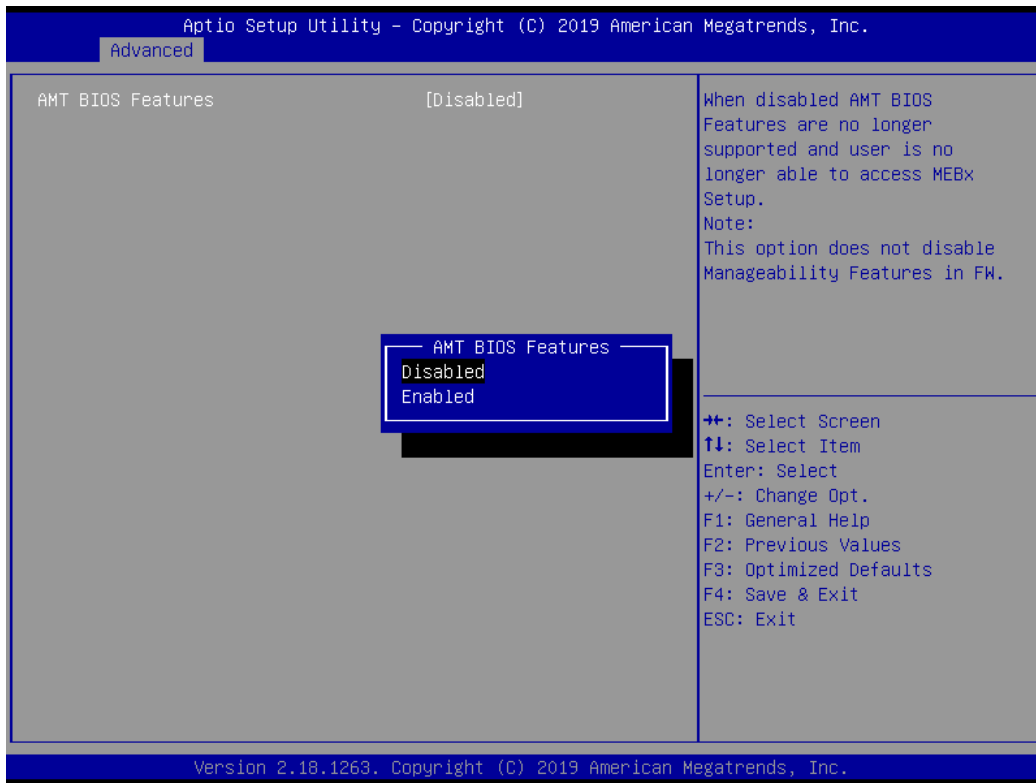 Aptio Setup Utility – Copyright (C) 2019 American Megatrends, Inc.
Advanced
AMT BIOS Features [Disabled]
When disabled AMT BIOS
Features are no longer
supported and user is no
longer able to access MEBx
Setup.
Note:
This option does not disable
Manageability Features in FW.
AMT BIOS Features
Disabled
Enabled
→←: Select Screen
↑↓: Select Item
Enter: Select
+/-: Change Opt.
F1: General Help
F2: Previous Values
F3: Optimized Defaults
F4: Save & Exit
ESC: Exit
Version 2.18.1263. Copyright (C) 2019 American Megatrends, Inc.